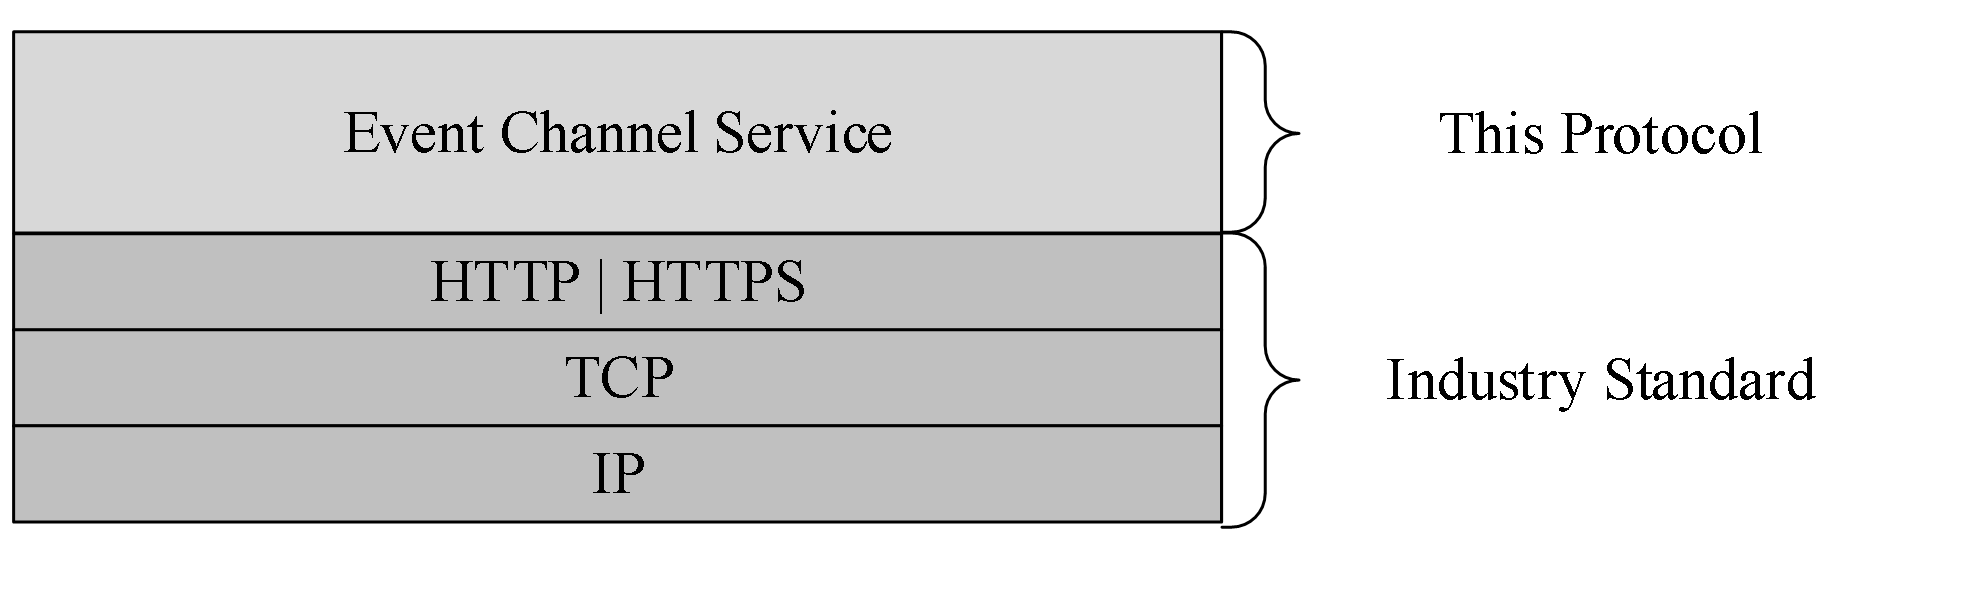 Event Channel Service
This Protocol
HTTP | HTTPS
TCP
Industry Standard
IP